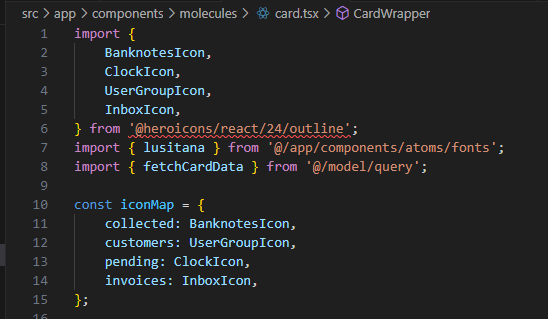 src > app > components > molecules > card.tsx > CardWrapper
1 import {
2     BanknotesIcon,
3     ClockIcon,
4     UserGroupIcon,
5     InboxIcon,
6 } from '@heroicons/react/24/outline';
7 import { lusitana } from '@/app/components/atoms/fonts';
8 import { fetchCardData } from '@/model/query';
9
10 const iconMap = {
11     collected: BanknotesIcon,
12     customers: UserGroupIcon,
13     pending: ClockIcon,
14     invoices: InboxIcon,
15 };
16